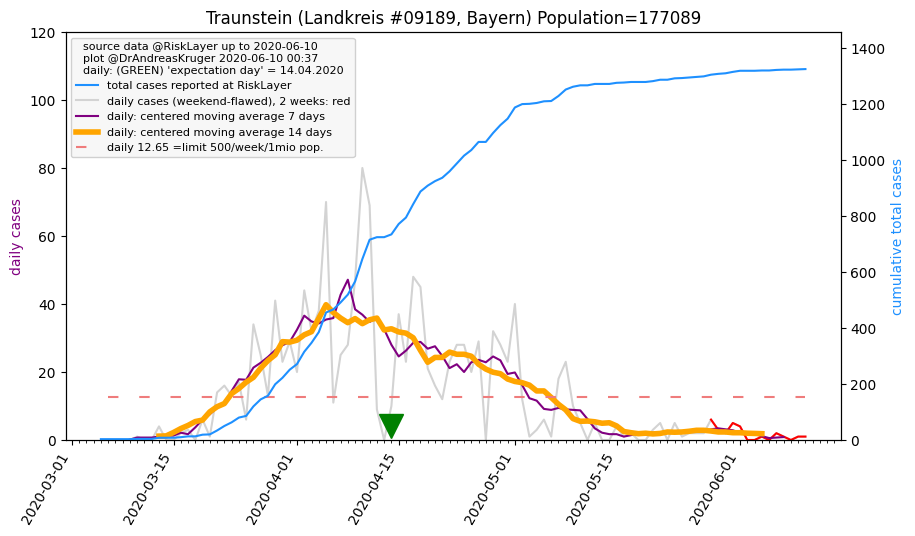 Traunstein (Landkreis #09189, Bayern) Population=177089
source data @RiskLayer up to 2020-06-10
plot @DrAndreasKruger 2020-06-10 00:37
daily: (GREEN) 'expectation day' = 14.04.2020
total cases reported at RiskLayer
daily cases (weekend-flawed), 2 weeks: red
daily: centered moving average 7 days
daily: centered moving average 14 days
daily 12.65 =limit 500/week/1mio pop.
daily cases
120
100
80
60
40
20
0
cumulative total cases
1400
1200
1000
800
600
400
200
0
2020-03-01
2020-03-15
2020-04-01
2020-04-15
2020-05-01
2020-05-15
2020-06-01